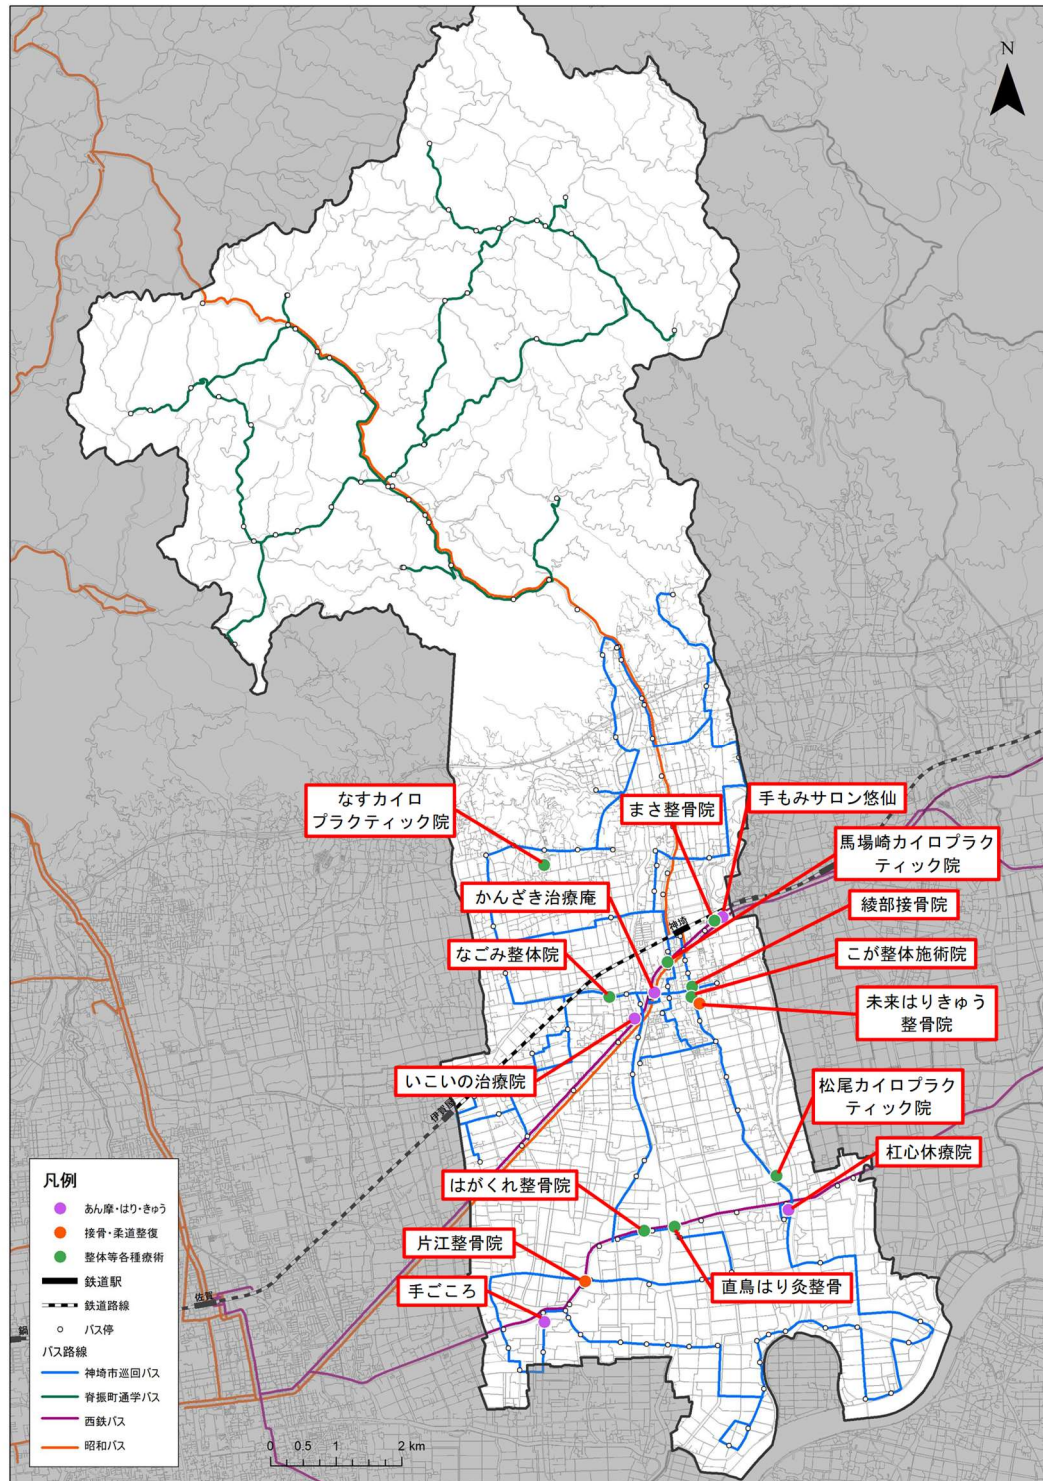 N
なすカイロ
プラクティック院
まさ整骨院
手もみサロン悠仙
馬場崎カイロプラク
ティック院
かんざき治療庵
綾部接骨院
神埼
なごみ整体院
こが整体施術院
未来はりきゅう
整骨院
いこいの治療院
松尾カイロプラク
ティック院
伊賀屋
杠心休療院
はがくれ整骨院
片江整骨院
直鳥はり灸整骨
手ごころ
佐賀
鍋
凡例
あん摩・はり・きゅう
接骨・柔道整復
整体等各種療術
鉄道駅
鉄道路線
バス停
バス路線
神埼市巡回バス
脊振町通学バス
西鉄バス
昭和バス
0 0.5 1 2 km